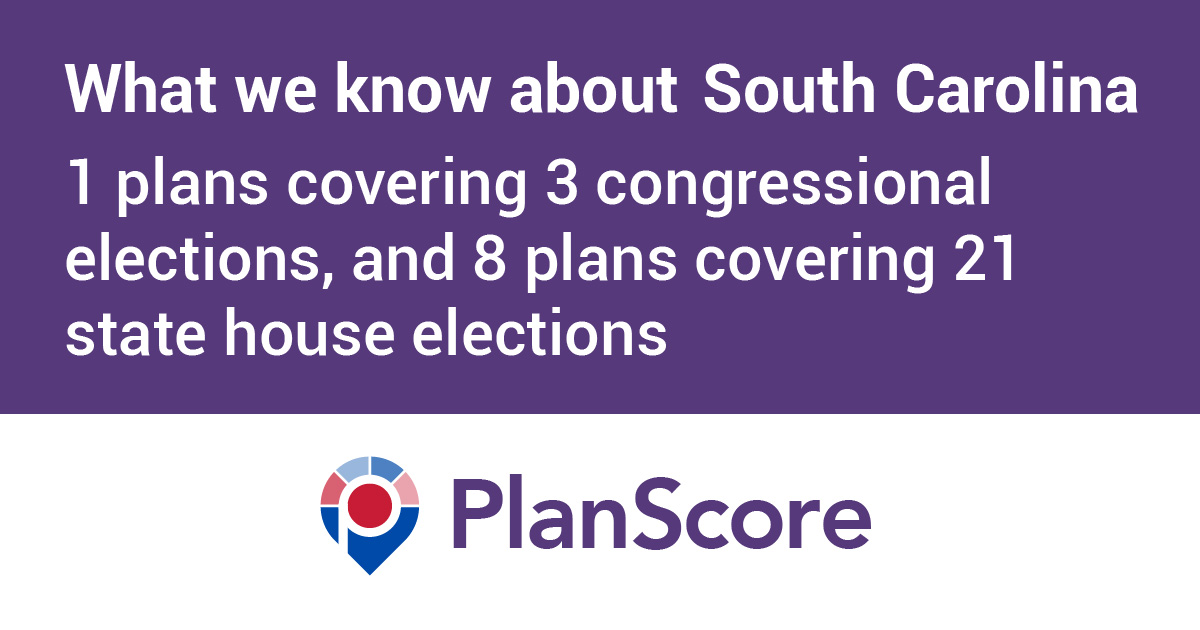 What we know about South Carolina
1 plans covering 3 congressional
elections, and 8 plans covering 21
state house elections
PlanScore